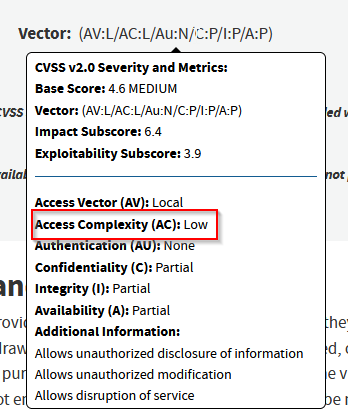 Vector: (AV:L/AC:L/Au:N/C:P/I:P/A:P)
CVSS v2.0 Severity and Metrics:
Base Score: 4.6 MEDIUM
Vector: (AV:L/AC:L/Au:N/C:P/I:P/A:P)
Impact Subscore: 6.4
Exploitability Subscore: 3.9
Access Vector (AV): Local
Access Complexity (AC): Low
Authentication (AU): None
Confidentiality (C): Partial
Integrity (I): Partial
Availability (A): Partial
Additional Information:
Allows unauthorized disclosure of information
Allows unauthorized modification
Allows disruption of service